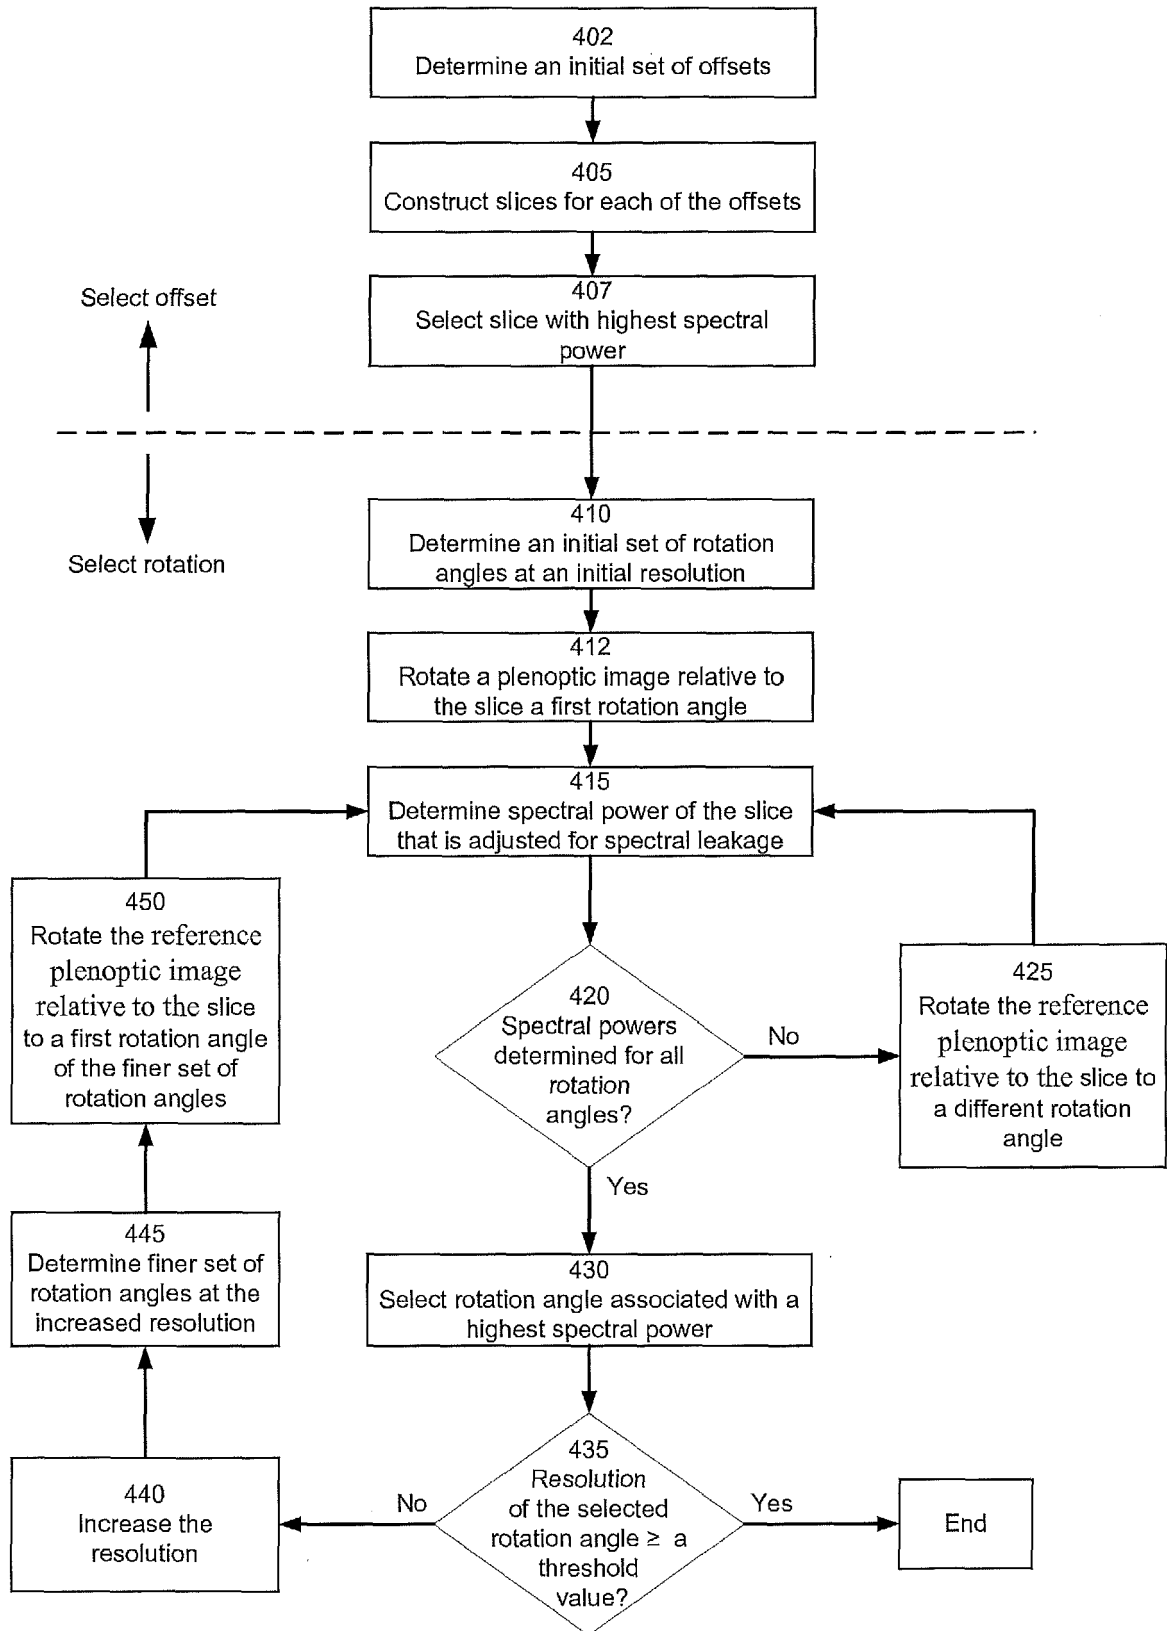 402
Determine an initial set of offsets
405
Construct slices for each of the offsets
407
Select slice with highest spectral
power
Select offset
Select rotation
410
Determine an initial set of rotation
angles at an initial resolution
412
Rotate a plenoptic image relative to
the slice a first rotation angle
415
Determine spectral power of the slice
that is adjusted for spectral leakage
450
Rotate the reference
plenoptic image
relative to the slice
to a first rotation angle
of the finer set of
rotation angles
420
Spectral powers
determined for all
rotation
angles?
No
425
Rotate the reference
plenoptic image
relative to the slice to
a different rotation
angle
Yes
445
Determine finer set of
rotation angles at the
increased resolution
430
Select rotation angle associated with a
highest spectral power
440
Increase the
resolution
No
435
Resolution
of the selected
rotation angle ≥ a
threshold
value?
Yes
End